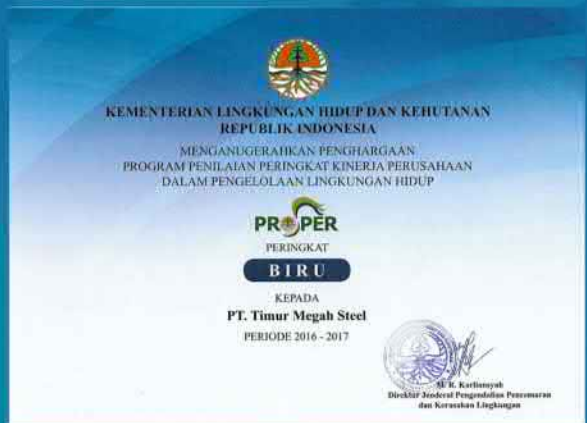 KEMENTERIAN LINGKUNGAN HIDUP DAN KEHUTANAN
REPUBLIK INDONESIA
MENGANUGERAHKAN PENGHARGAAN
PROGRAM PENILAIAN PERINGKAT KINERJA PERUSAHAAN
DALAM PENGELOLAAN LINGKUNGAN HIDUP
PROPER
PERINGKAT
BIRU
KEPADA
PT. Timur Megah Steel
PERIODE 2016 - 2017
M. R. Karliansyah
Direktur Jenderal Pengendalian Pencemaran
dan Kerusakan Lingkungan